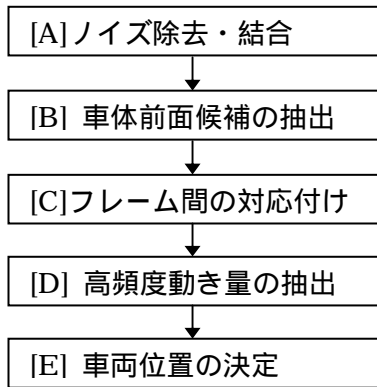 [A]ノイズ除去・結合
[B] 車体前面候補の抽出
[C]フレーム間の対応付け
[D] 高頻度動き量の抽出
[E] 車両位置の決定